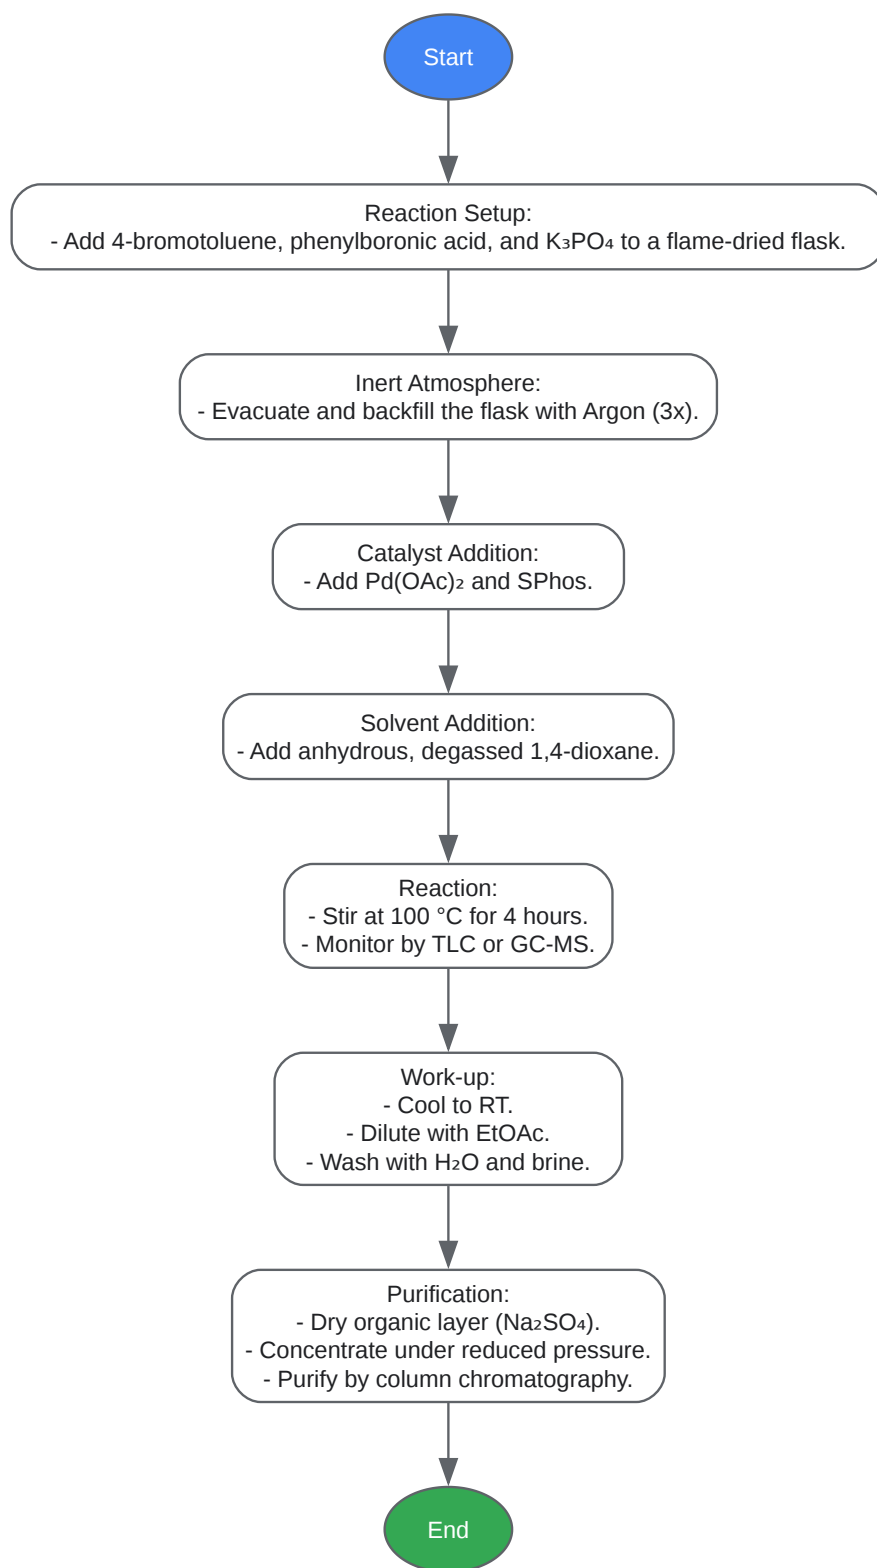 Start
Reaction Setup:
- Add 4-bromotoluene, phenylboronic acid, and K₃PO₄ to a flame-dried flask.
Inert Atmosphere:
- Evacuate and backfill the flask with Argon (3x).
Catalyst Addition:
- Add Pd(OAc)₂ and SPhos.
Solvent Addition:
- Add anhydrous, degassed 1,4-dioxane.
Reaction:
- Stir at 100 °C for 4 hours.
- Monitor by TLC or GC-MS.
Work-up:
- Cool to RT.
- Dilute with EtOAc.
- Wash with H₂O and brine.
Purification:
- Dry organic layer (Na₂SO₄).
- Concentrate under reduced pressure.
- Purify by column chromatography.
End